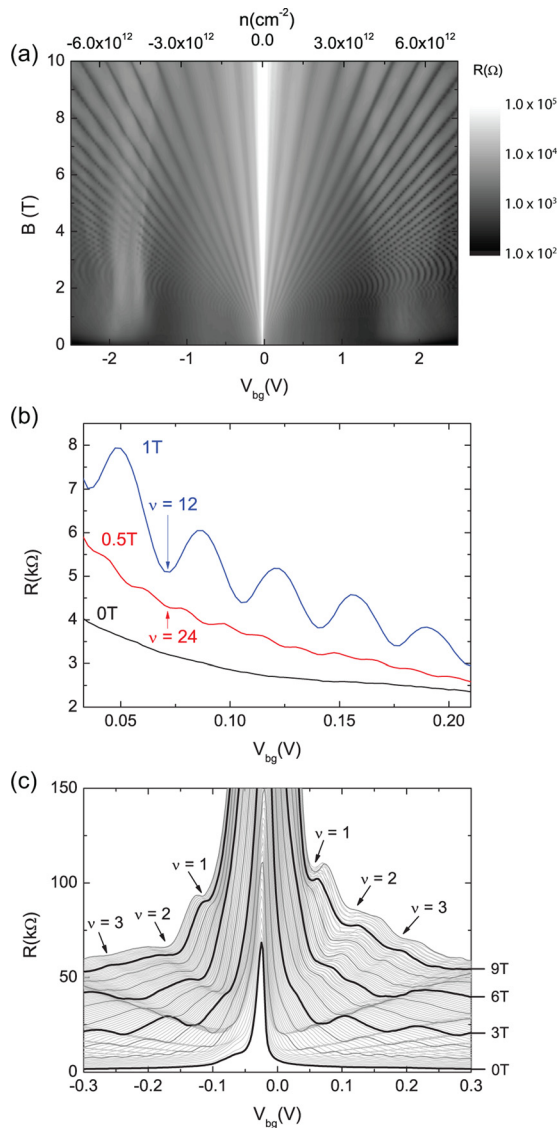 n(cm⁻²)
-6.0x10¹² -3.0x10¹² 0.0 3.0x10¹² 6.0x10¹²
(a)
R(Ω)
10
8
6
4
2
0
B (T)
1.0 x 10⁵
1.0 x 10⁴
1.0 x 10³
1.0 x 10²
-2 -1 0 1 2
V_bg(V)
(b)
8
7
6
5
4
3
2
R(kΩ)
1T
ν = 12
0.5T
ν = 24
0T
0.05 0.10 0.15 0.20
V_bg(V)
(c)
150
100
50
0
R(kΩ)
ν = 1
ν = 2
ν = 3
ν = 1
ν = 2
ν = 3
9T
6T
3T
0T
-0.3 -0.2 -0.1 0.0 0.1 0.2 0.3
V_bg(V)